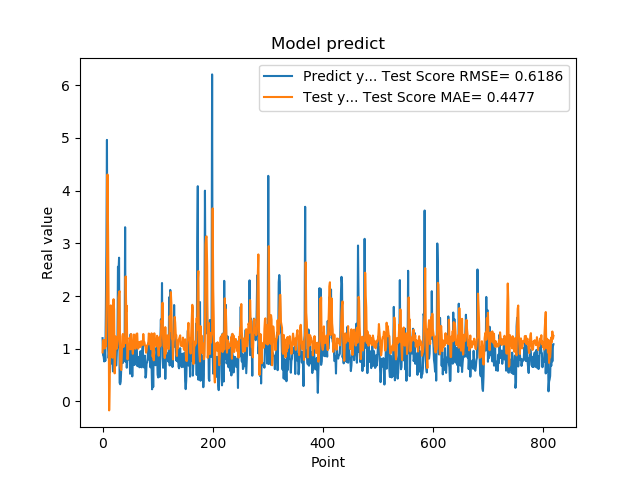 Model predict
Predict y... Test Score RMSE= 0.6186
Test y... Test Score MAE= 0.4477
Real value
6
5
4
3
2
1
0
0 200 400 600 800
Point